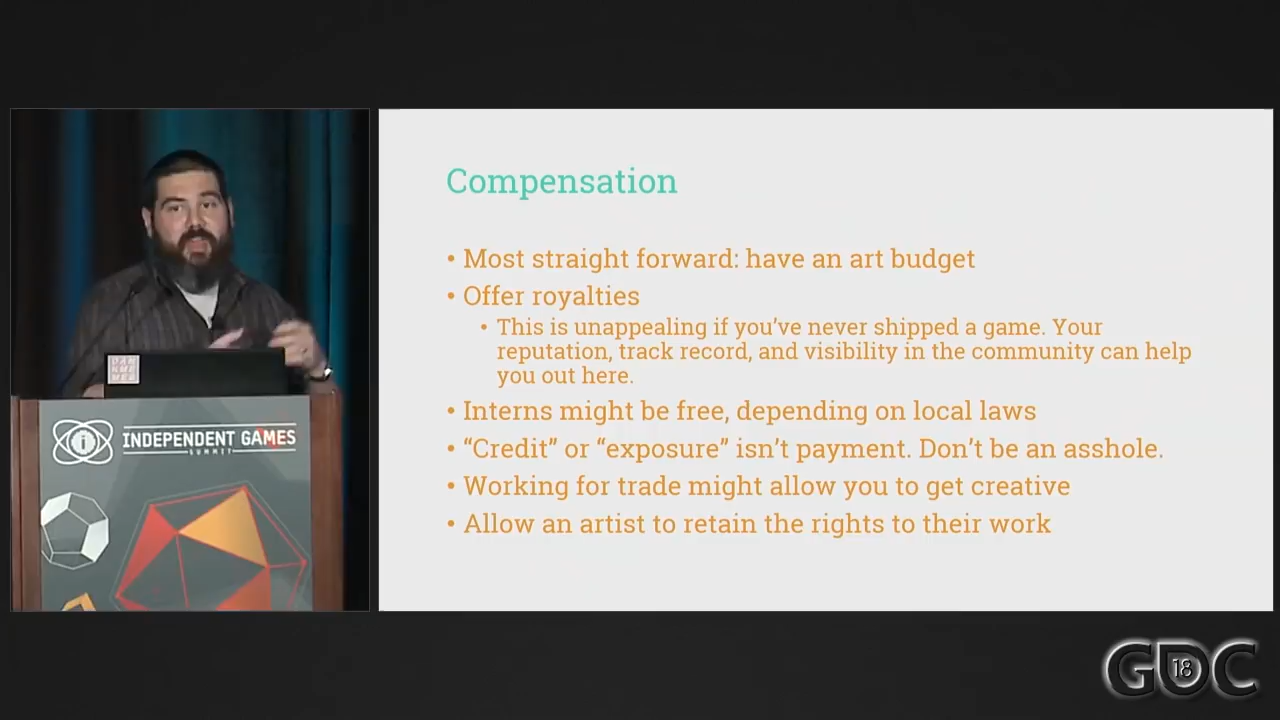 Compensation
• Most straight forward: have an art budget
• Offer royalties
• This is unappealing if you’ve never shipped a game. Your
reputation, track record, and visibility in the community can help
you out here.
• Interns might be free, depending on local laws
• “Credit” or “exposure” isn’t payment. Don’t be an asshole.
• Working for trade might allow you to get creative
• Allow an artist to retain the rights to their work
INDEPENDENT GAMES
SUMMIT
GDC
18